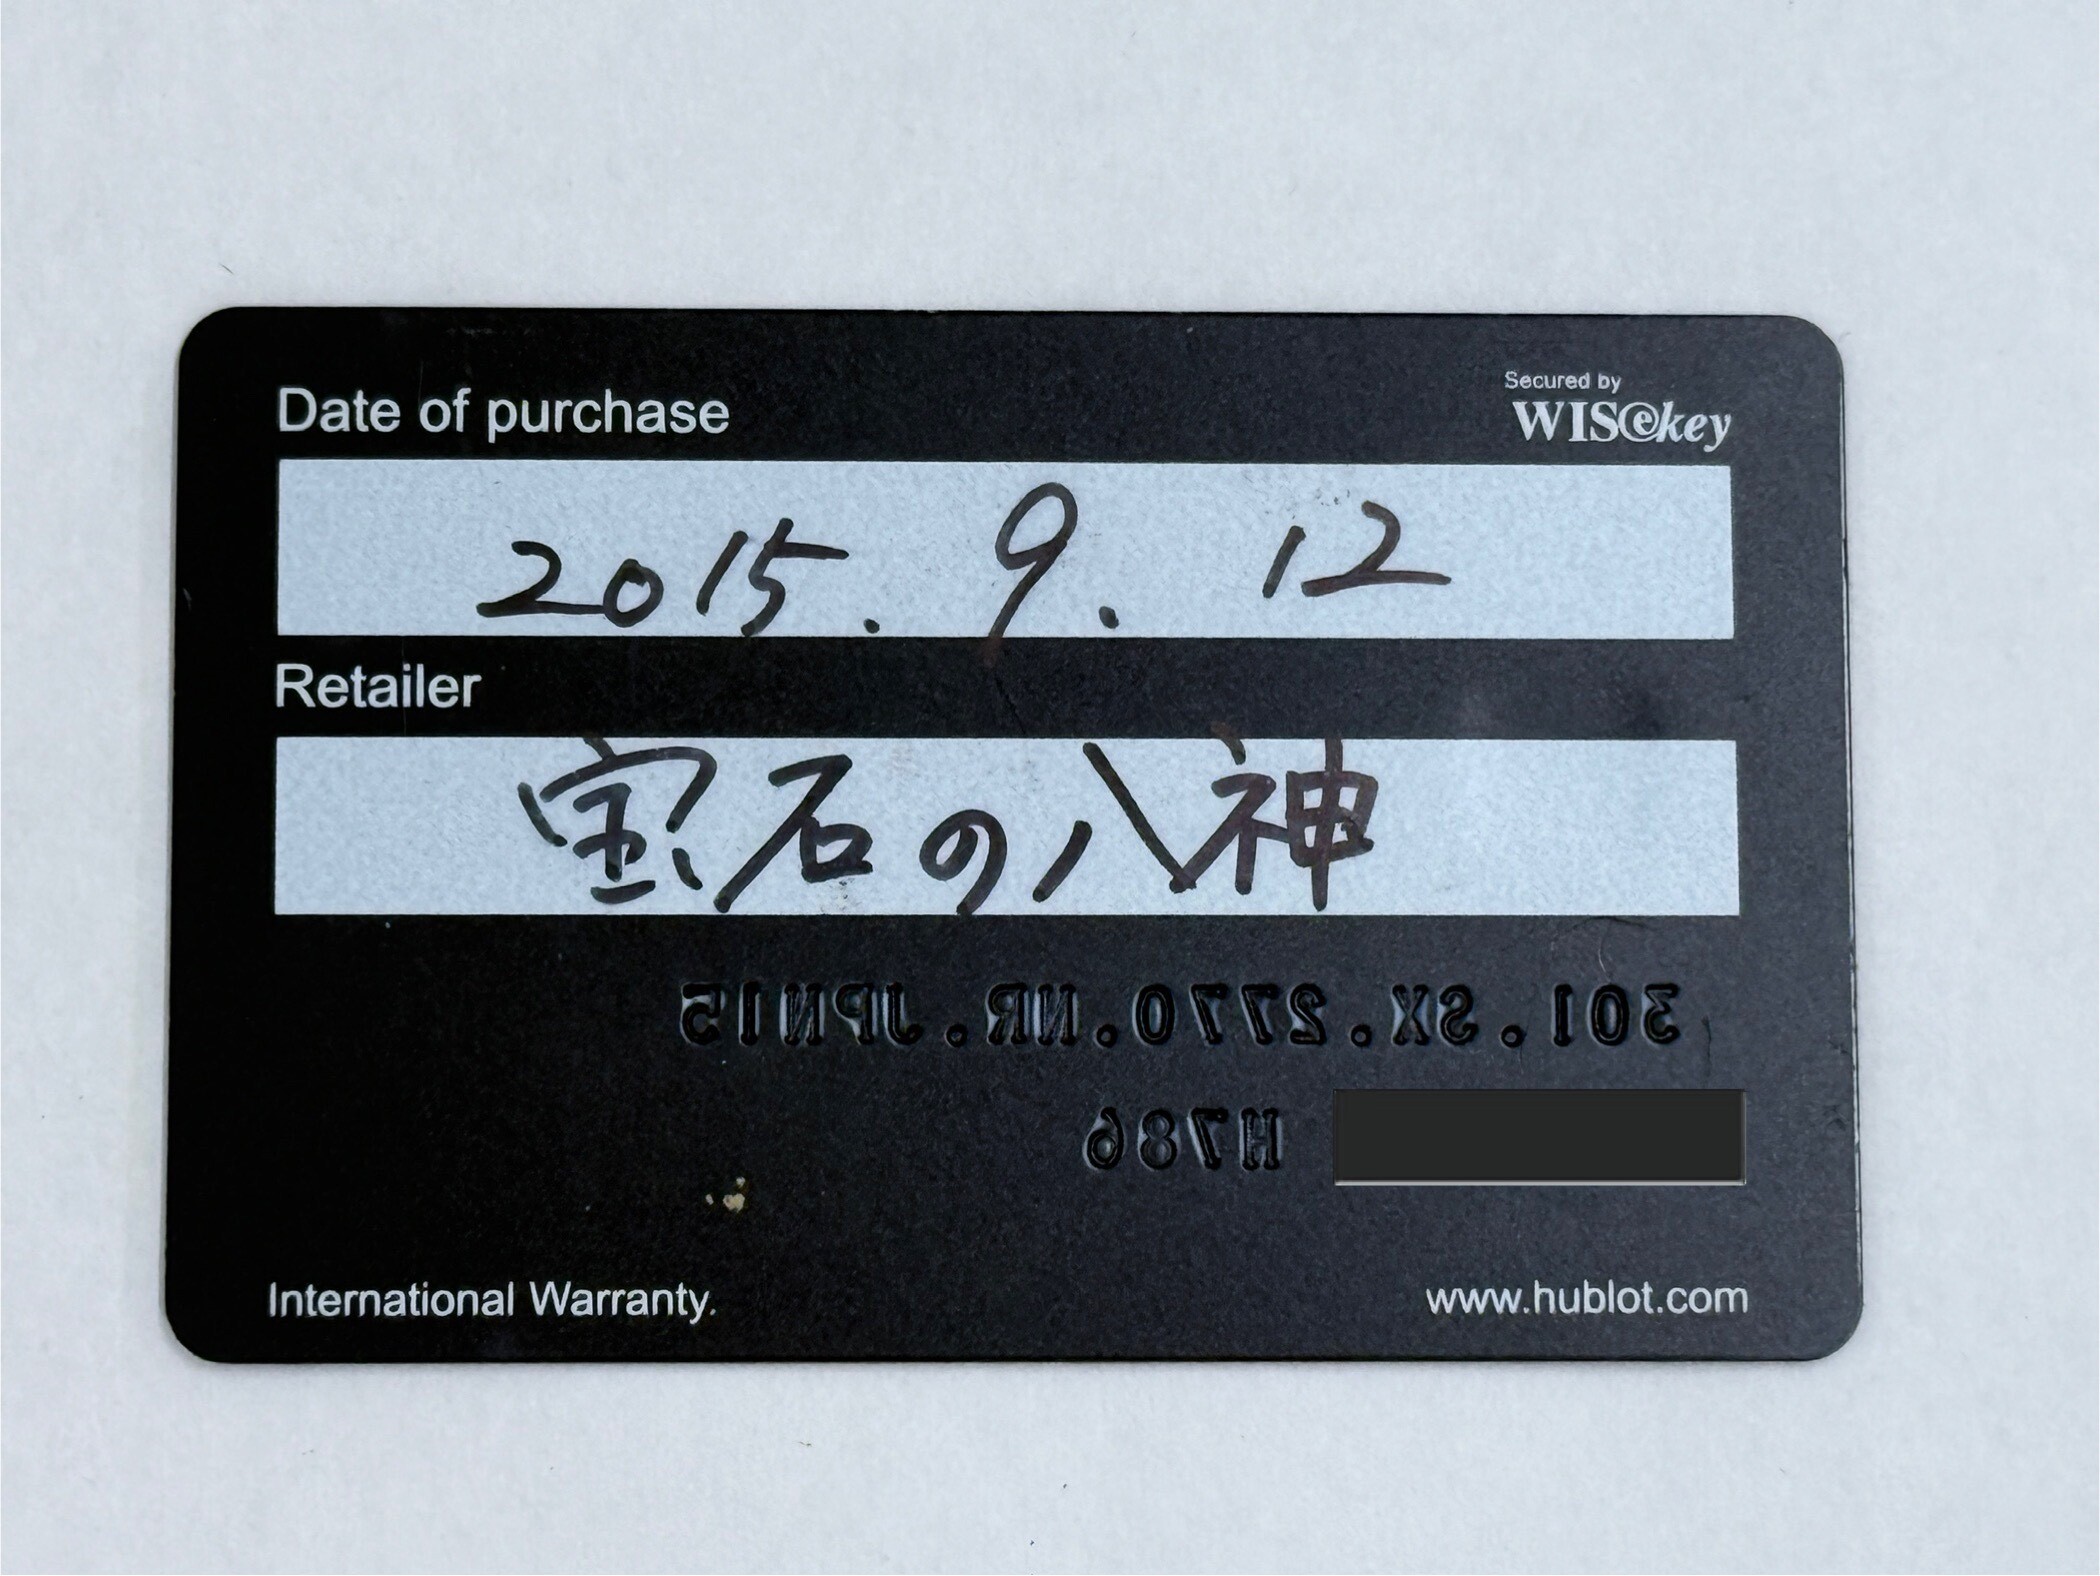 Date of purchase
Secured by
WISekey
2015. 9. 12
Retailer
宝石の八神
301.SX.2770.NR.JPN15
H786
International Warranty.
www.hublot.com